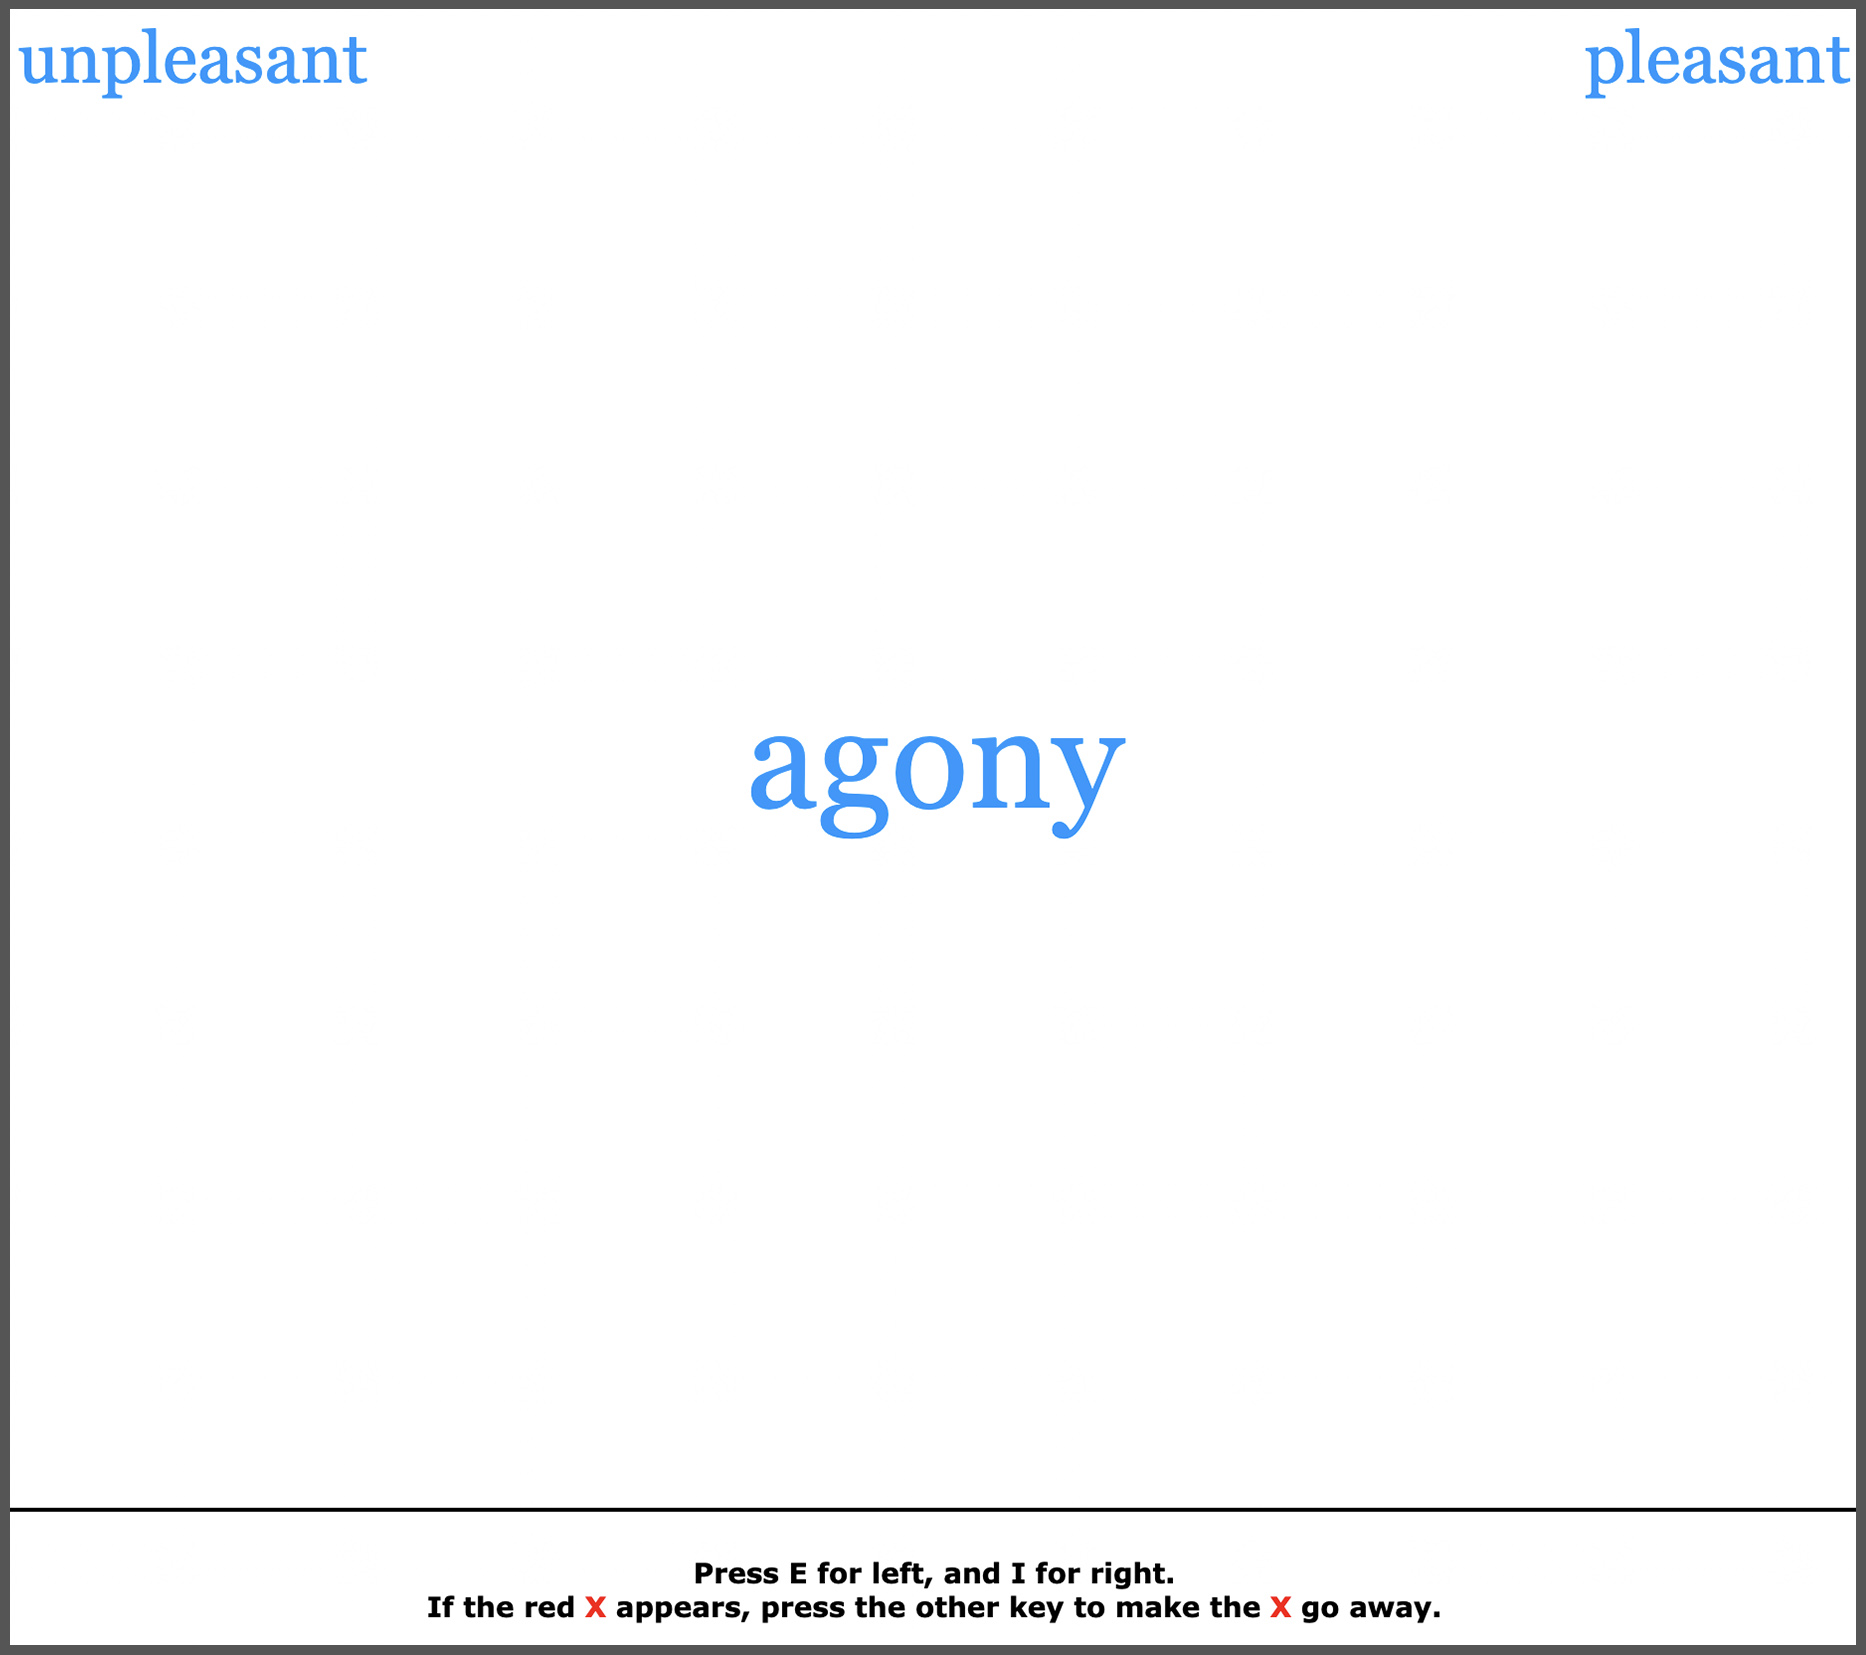 unpleasant
pleasant
agony
Press E for left, and I for right.
If the red X appears, press the other key to make the X go away.